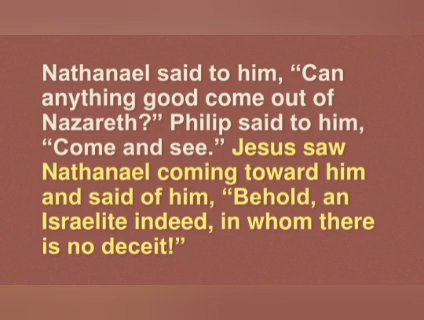 Nathanael said to him, “Can
anything good come out of
Nazareth?” Philip said to him,
“Come and see.” Jesus saw
Nathanael coming toward him
and said of him, “Behold, an
Israelite indeed, in whom there
is no deceit!”